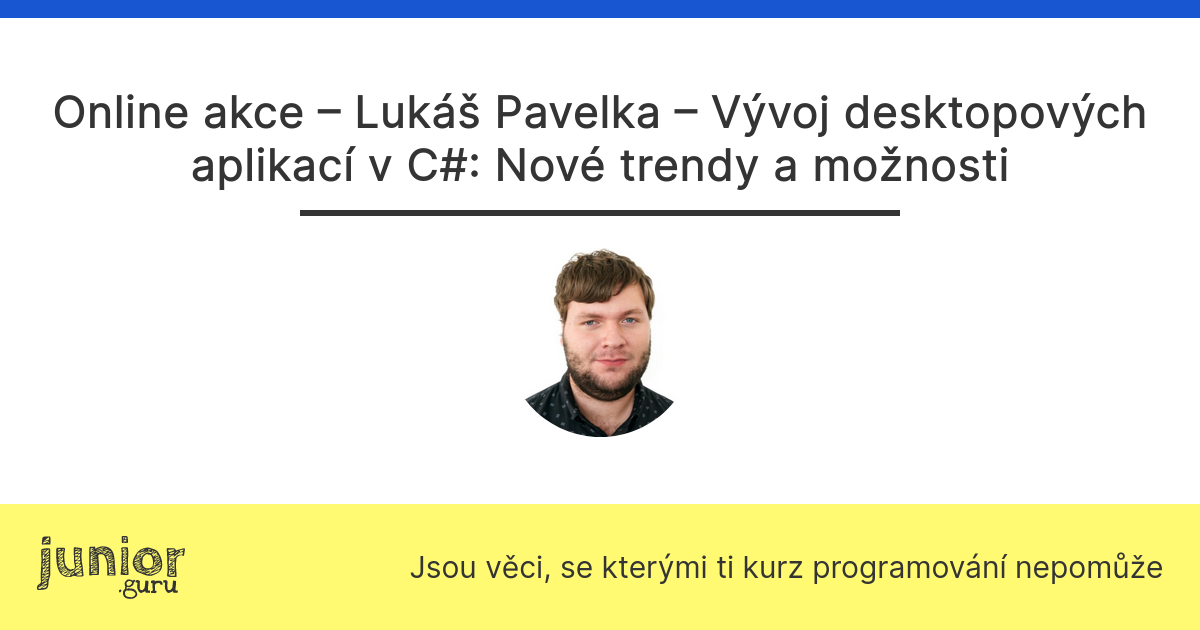 Online akce – Lukáš Pavelka – Vývoj desktopových
aplikací v C#: Nové trendy a možnosti
junior
.guru
Jsou věci, se kterými ti kurz programování nepomůže